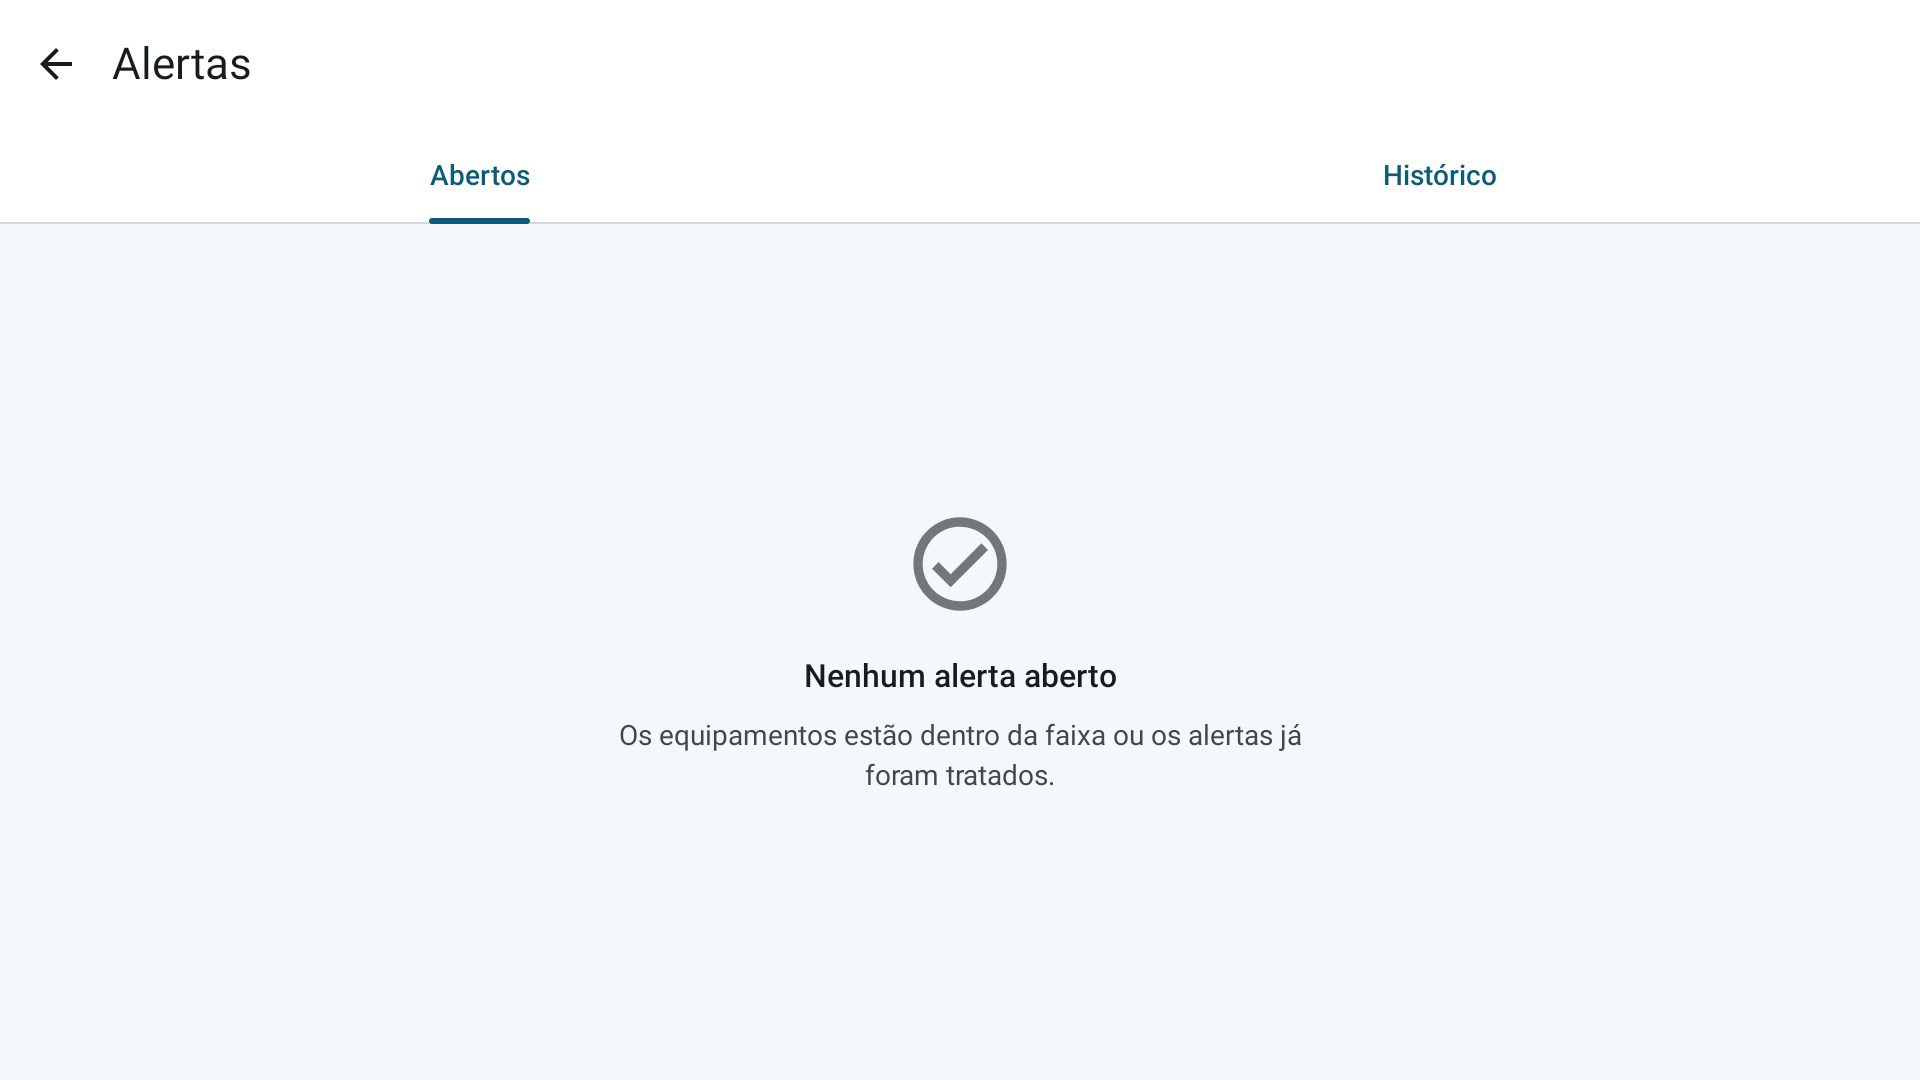 Alertas
Abertos
Histórico
Nenhum alerta aberto
Os equipamentos estão dentro da faixa ou os alertas já
foram tratados.